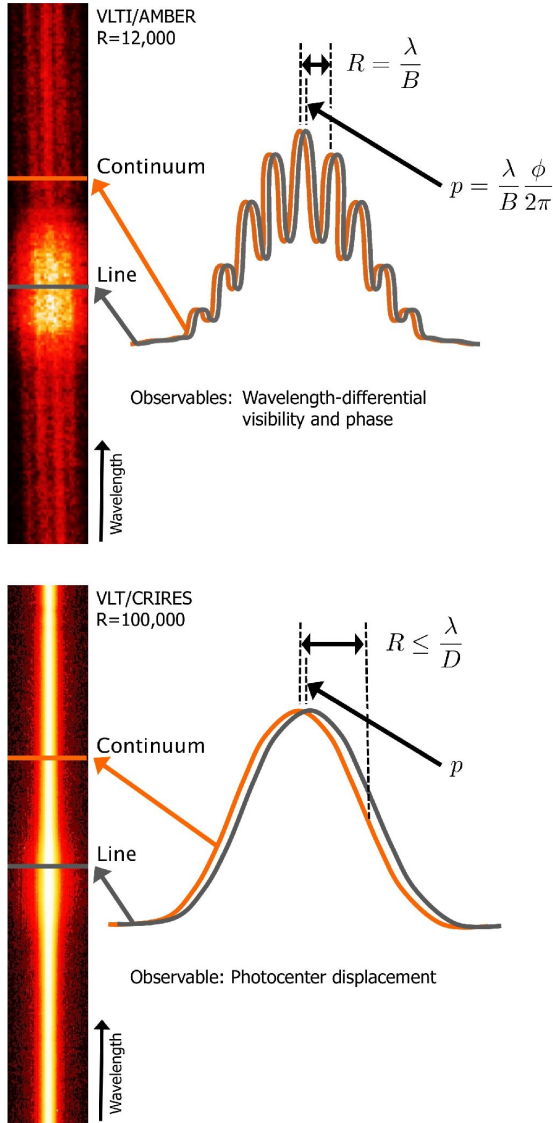 VLTI/AMBER
R=12,000
R = λ/B
Continuum
p = λ/B ϕ/2π
Line
Observables: Wavelength-differential
visibility and phase
Wavelength
VLT/CRIRES
R=100,000
R ≤ λ/D
Continuum
p
Line
Observable: Photocenter displacement
Wavelength